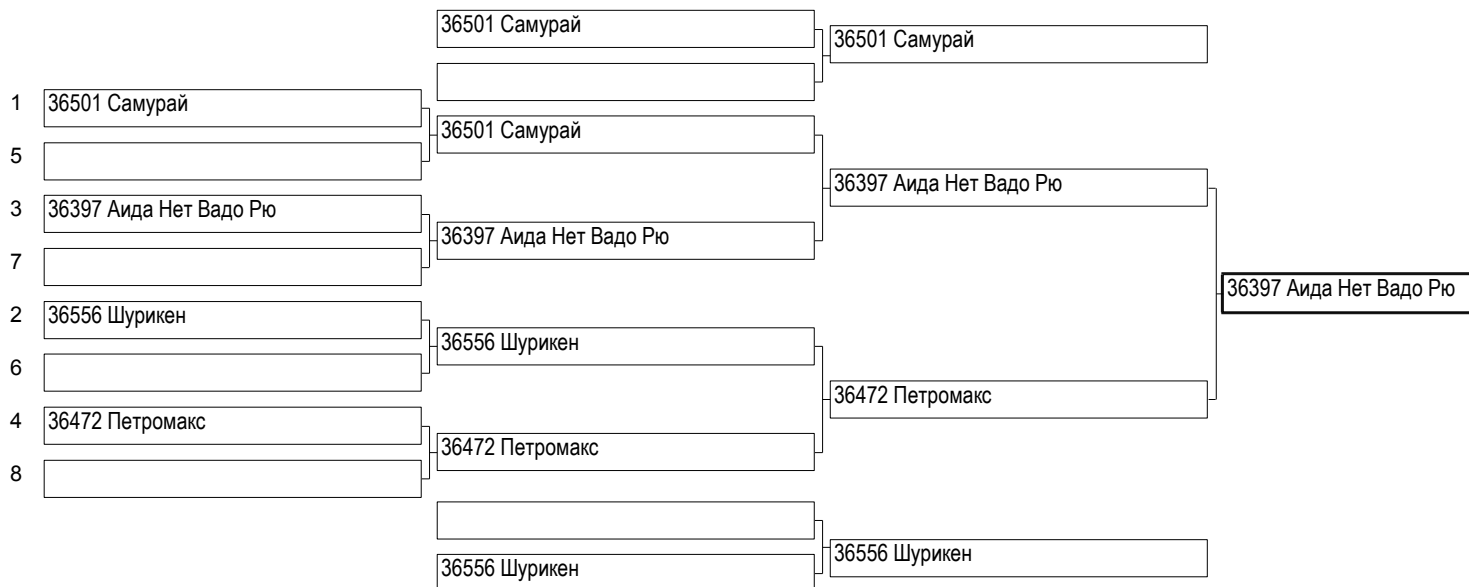 36501 Самурай
36501 Самурай
1 36501 Самурай
36501 Самурай
5
36397 Аида Нет Вадо Рю
3 36397 Аида Нет Вадо Рю
36397 Аида Нет Вадо Рю
7
36397 Аида Нет Вадо Рю
2 36556 Шурикен
36556 Шурикен
6
36472 Петромакс
4 36472 Петромакс
36472 Петромакс
8
36556 Шурикен
36556 Шурикен